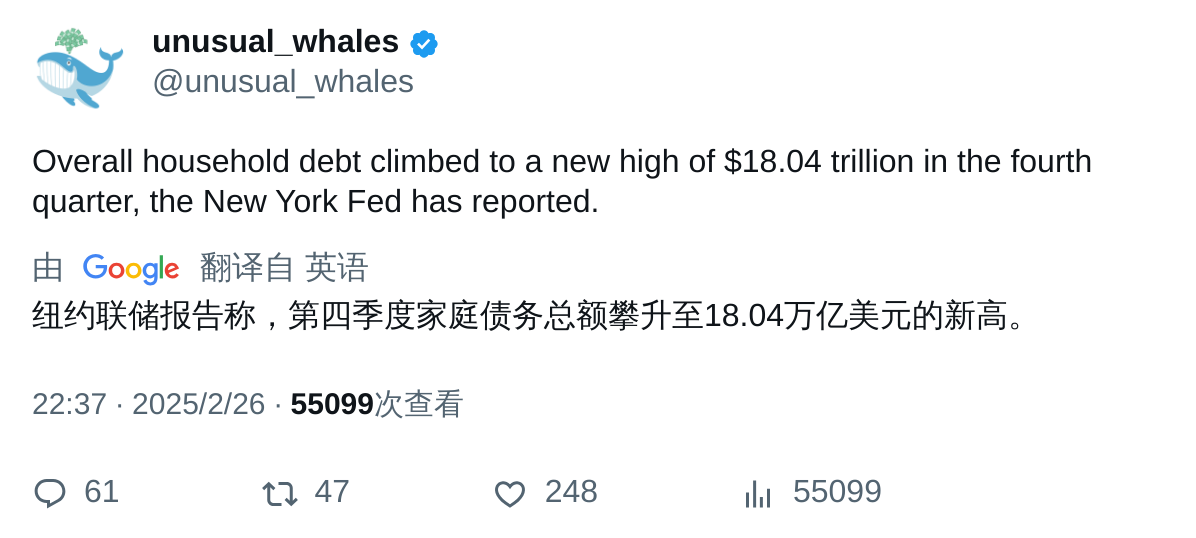 unusual_whales
@unusual_whales
Overall household debt climbed to a new high of $18.04 trillion in the fourth
quarter, the New York Fed has reported.
由 Google 翻译自 英语
纽约联储报告称，第四季度家庭债务总额攀升至18.04万亿美元的新高。
22:37 · 2025/2/26 · 55099次查看
61 47 248 55099